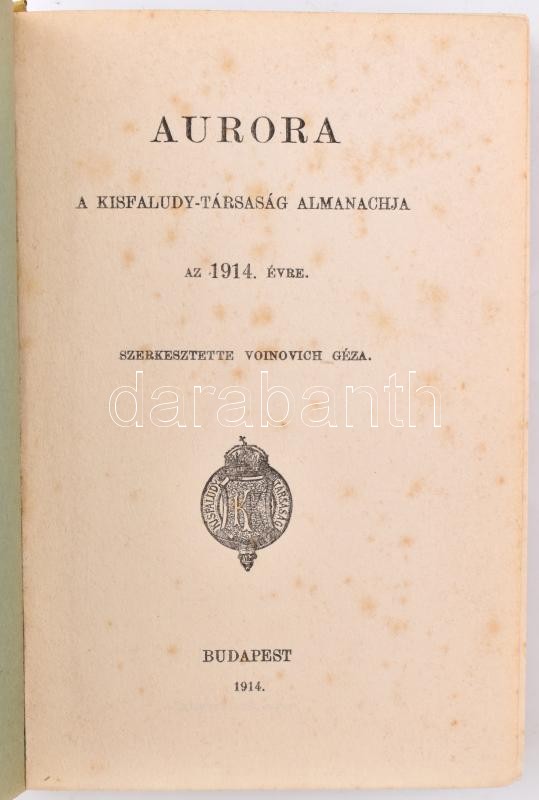 AURORA
A KISFALUDY-TÁRSASÁG ALMANACHJA
AZ 1914. ÉVRE.
SZERKESZTETTE VOINOVICH GÉZA.
darabanth
KISFALUDY TÁRSASÁG
K T
BUDAPEST
1914.